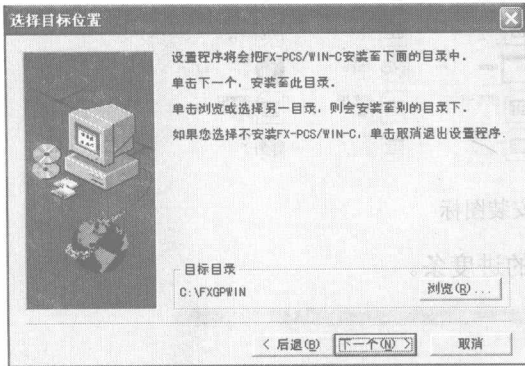 选择目标位置
设置程序将会把FX-PCS/WIN-C安装至下面的目录中。
单击下一个，安装至此目录。
单击浏览或选择另一目录，则会安装至别的目录下。
如果您选择不安装FX-PCS/WIN-C，单击取消退出设置程序.
目标目录
C:\FXGPWIN
浏览(R)...
< 后退(B)
下一个(N) >
取消